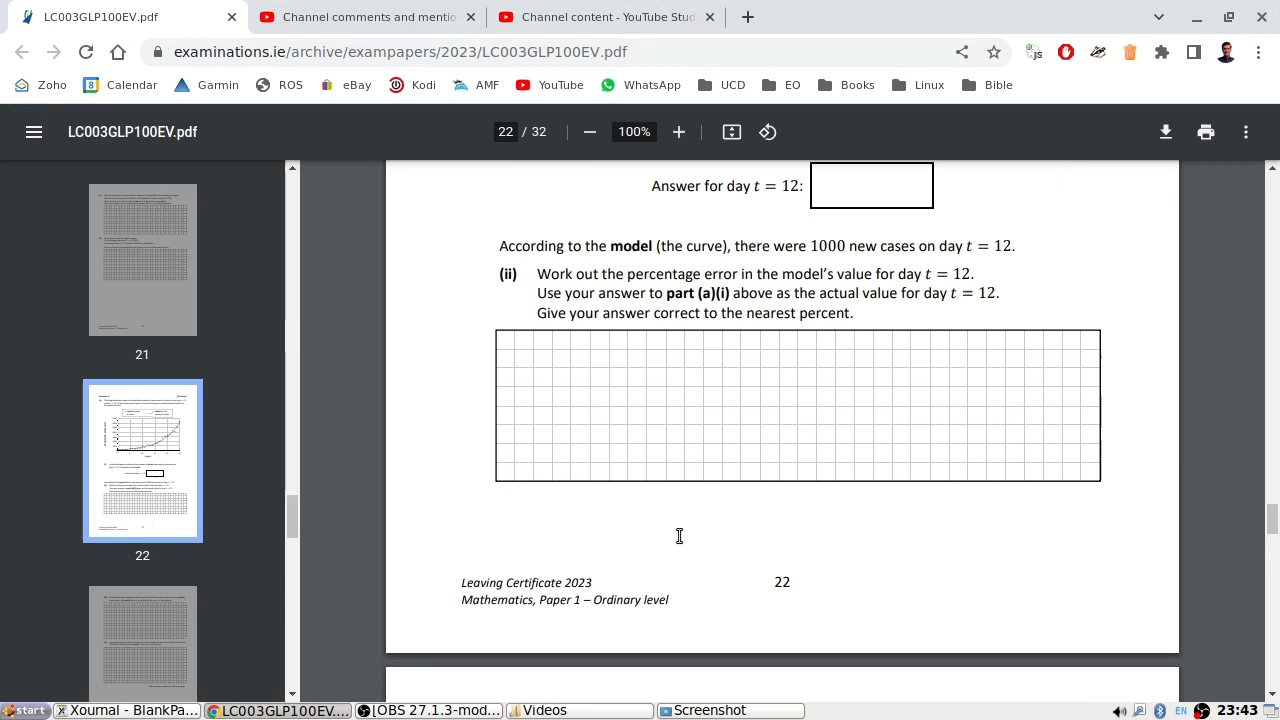 LC003GLP100EV.pdf
Channel comments and mentio
Channel content - YouTube Stud
examinations.ie/archive/exampapers/2023/LC003GLP100EV.pdf
Zoho
Calendar
Garmin
ROS
eBay
Kodi
AMF
YouTube
WhatsApp
UCD
EO
Books
Linux
Bible
LC003GLP100EV.pdf
22 / 32
100%
21
22
Answer for day t = 12:
According to the model (the curve), there were 1000 new cases on day t = 12.
(ii) Work out the percentage error in the model's value for day t = 12.
Use your answer to part (a)(i) above as the actual value for day t = 12.
Give your answer correct to the nearest percent.
Leaving Certificate 2023
22
Mathematics, Paper 1 – Ordinary level
start
Xournal - BlankPa...
LC003GLP100EV....
OBS 27.1.3-mod...
Videos
Screenshot
EN
23:43